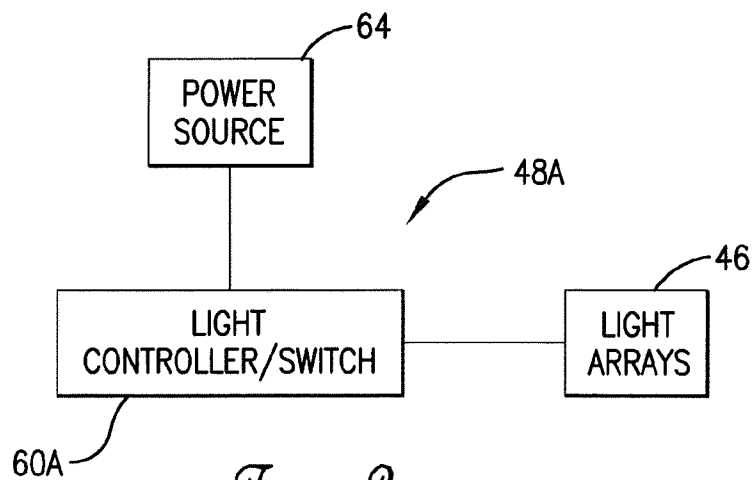 64
POWER
SOURCE
48A
46
LIGHT
CONTROLLER/SWITCH
LIGHT
ARRAYS
60A